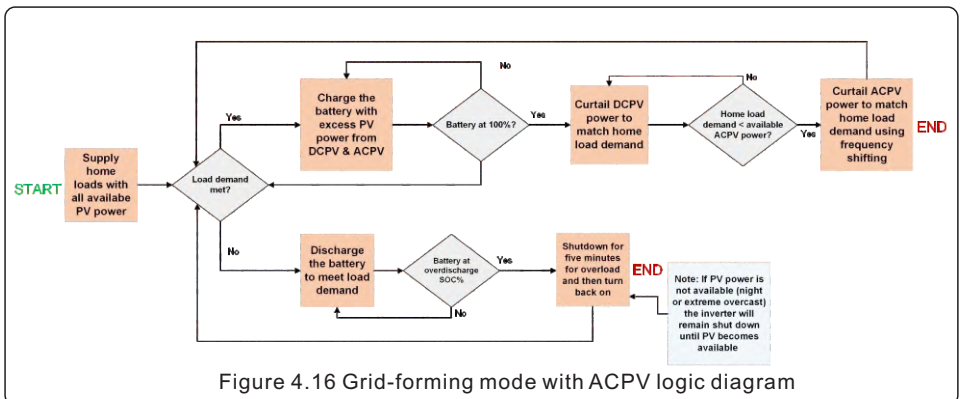 START
Supply
home
loads with
all availabe
PV power
Load demand
met?
Yes
Charge the
battery with
excess PV
power from
DCPV & ACPV
No
Battery at 100%?
Yes
Curtail DCPV
power to
match home
load demand
No
Home load
demand < available
ACPV power?
Yes
Curtail ACPV
power to match
home load
demand using
frequency
shifting
END
No
Discharge
the battery
to meet load
demand
Battery at
overdischarge
SOC%
Yes
No
Shutdown for
five minutes
for overload
and then turn
back on
END
Note: If PV power is
not available (night
or extreme overcast)
the inverter will
remain shut down
until PV becomes
available
Figure 4.16 Grid-forming mode with ACPV logic diagram